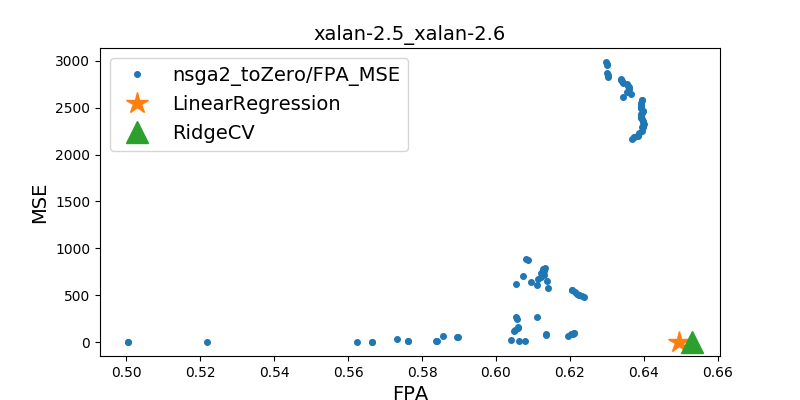 xalan-2.5_xalan-2.6
3000
2500
2000
1500
1000
500
0
MSE
nsga2_toZero/FPA_MSE
LinearRegression
RidgeCV
0.50 0.52 0.54 0.56 0.58 0.60 0.62 0.64 0.66
FPA